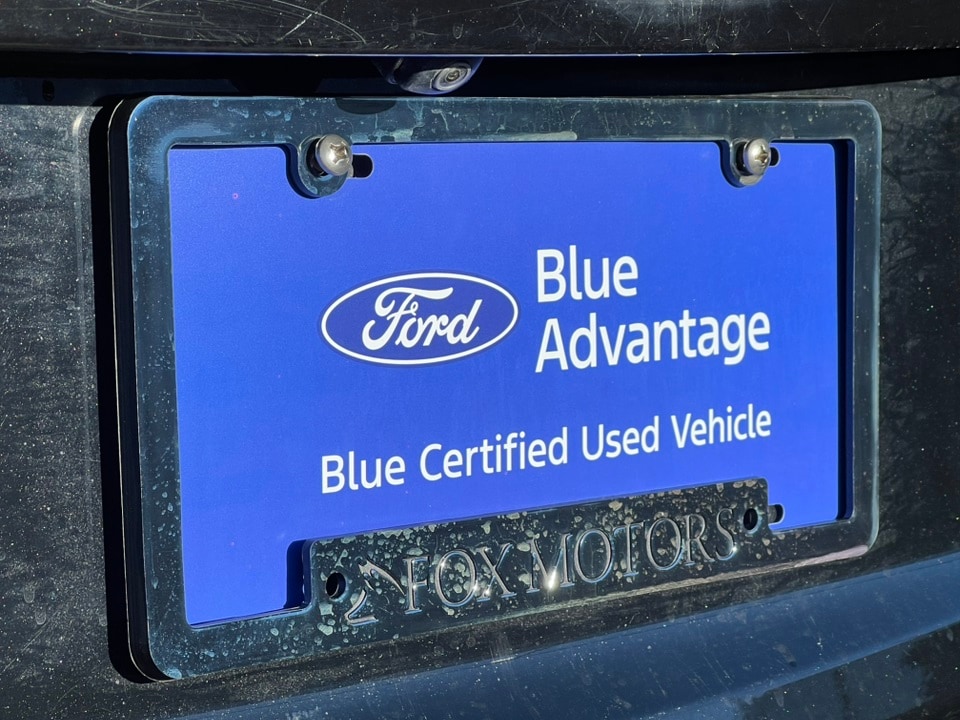 Ford
Blue
Advantage
Blue Certified Used Vehicle
FOX MOTORS